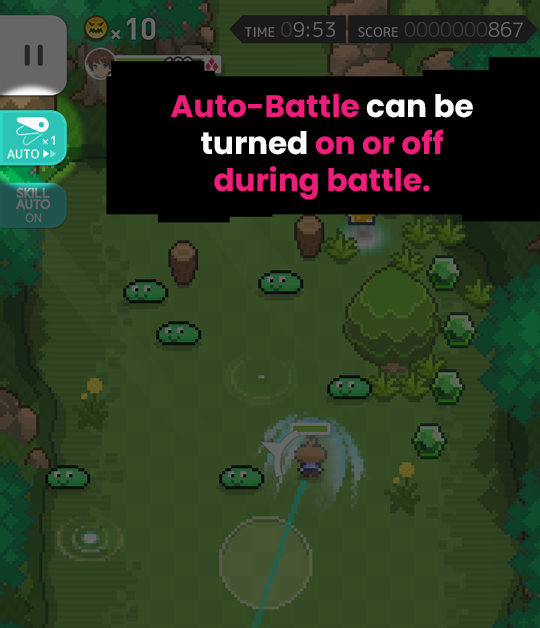 × 10
TIME 09:53
SCORE 0000000867
Auto-Battle can be
turned on or off
during battle.
×1
AUTO
SKILL
AUTO
ON